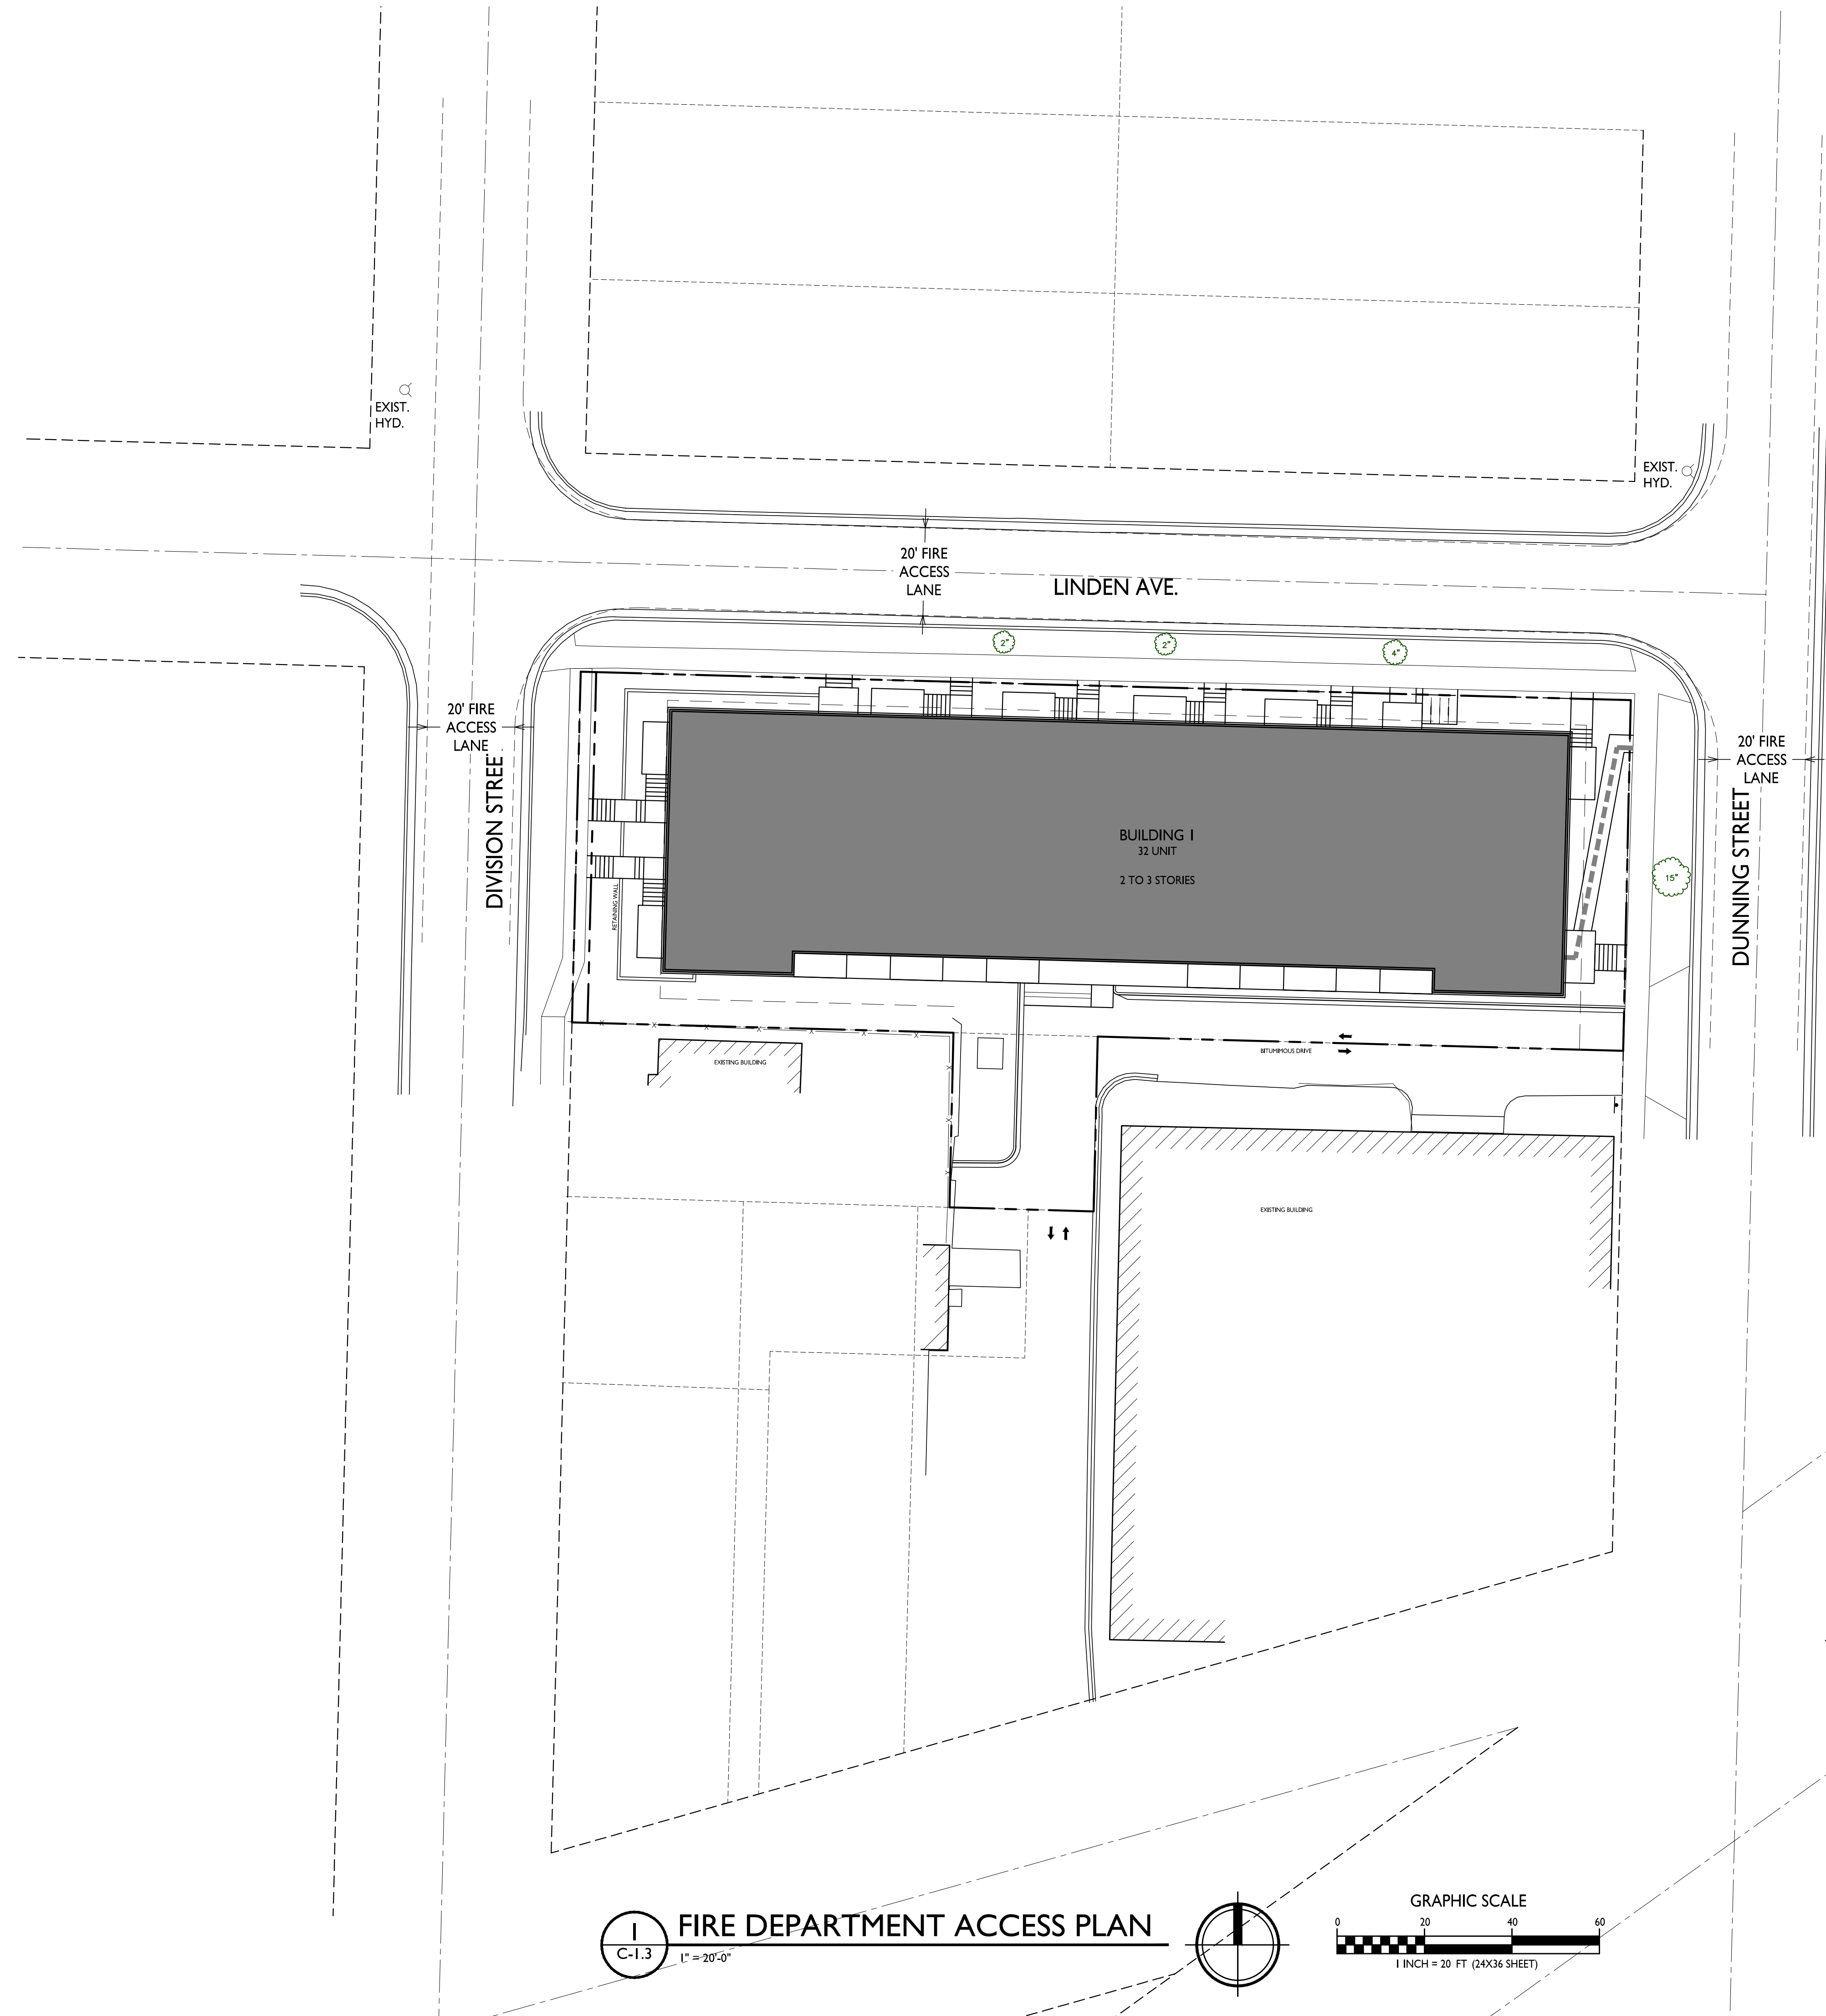 EXIST.
HYD.
EXIST.
HYD.
20' FIRE
ACCESS
LANE
LINDEN AVE.
2"
2"
4"
20' FIRE
ACCESS
LANE
DIVISION STREE
20' FIRE
ACCESS
LANE
DUNNING STREET
BUILDING 1
32 UNIT
2 TO 3 STORIES
15"
RETAINING WALL
EXISTING BUILDING
BITUMIMOUS DRIVE
EXISTING BUILDING
1
C-1.3
FIRE DEPARTMENT ACCESS PLAN
1" = 20'-0"
GRAPHIC SCALE
0 20 40 60
1 INCH = 20 FT (24X36 SHEET)